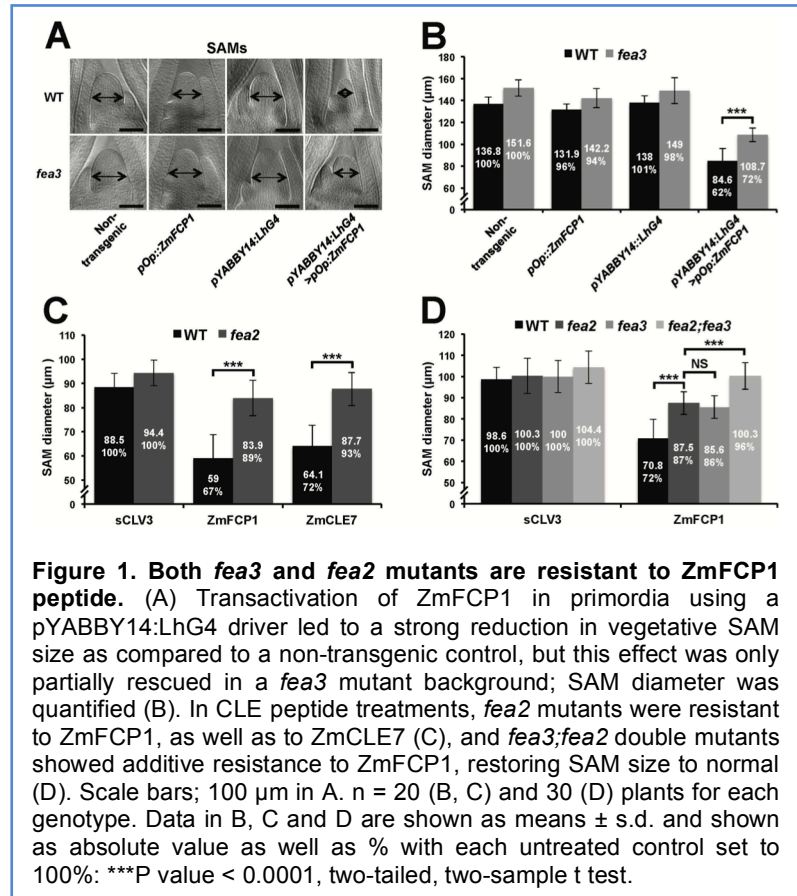 A
SAMs
WT
fea3
Non-
transgenic
pOp::ZmFCP1
pYABBY14:LhG4
pYABBY14:LhG4
>pOp:ZmFCP1
B
WT fea3
SAM diameter (μm)
180
160
140
120
100
80
60
0
136.8
100%
151.6
100%
131.9
96%
142.2
94%
138
101%
149
98%
***
84.6
62%
108.7
72%
Non-
transgenic
pOp::ZmFCP1
pYABBY14::LhG4
pYABBY14:LhG4
>pOp:ZmFCP1
C
WT fea2
SAM diameter (μm )
110
100
90
80
70
60
50
0
88.5
100%
94.4
100%
***
59
67%
83.9
89%
***
64.1
72%
87.7
93%
sCLV3 ZmFCP1 ZmCLE7
D
WT fea2 fea3 fea2;fea3
SAM diameter (μm)
120
110
100
90
80
70
60
0
98.6
100%
100.3
100%
100
100%
104.4
100%
***
NS
***
70.8
72%
87.5
87%
85.6
86%
100.3
96%
sCLV3 ZmFCP1
Figure 1. Both fea3 and fea2 mutants are resistant to ZmFCP1
peptide. (A) Transactivation of ZmFCP1 in primordia using a
pYABBY14:LhG4 driver led to a strong reduction in vegetative SAM
size as compared to a non-transgenic control, but this effect was only
partially rescued in a fea3 mutant background; SAM diameter was
quantified (B). In CLE peptide treatments, fea2 mutants were resistant
to ZmFCP1, as well as to ZmCLE7 (C), and fea3;fea2 double mutants
showed additive resistance to ZmFCP1, restoring SAM size to normal
(D). Scale bars; 100 μm in A. n = 20 (B, C) and 30 (D) plants for each
genotype. Data in B, C and D are shown as means ± s.d. and shown
as absolute value as well as % with each untreated control set to
100%: ***P value < 0.0001, two-tailed, two-sample t test.